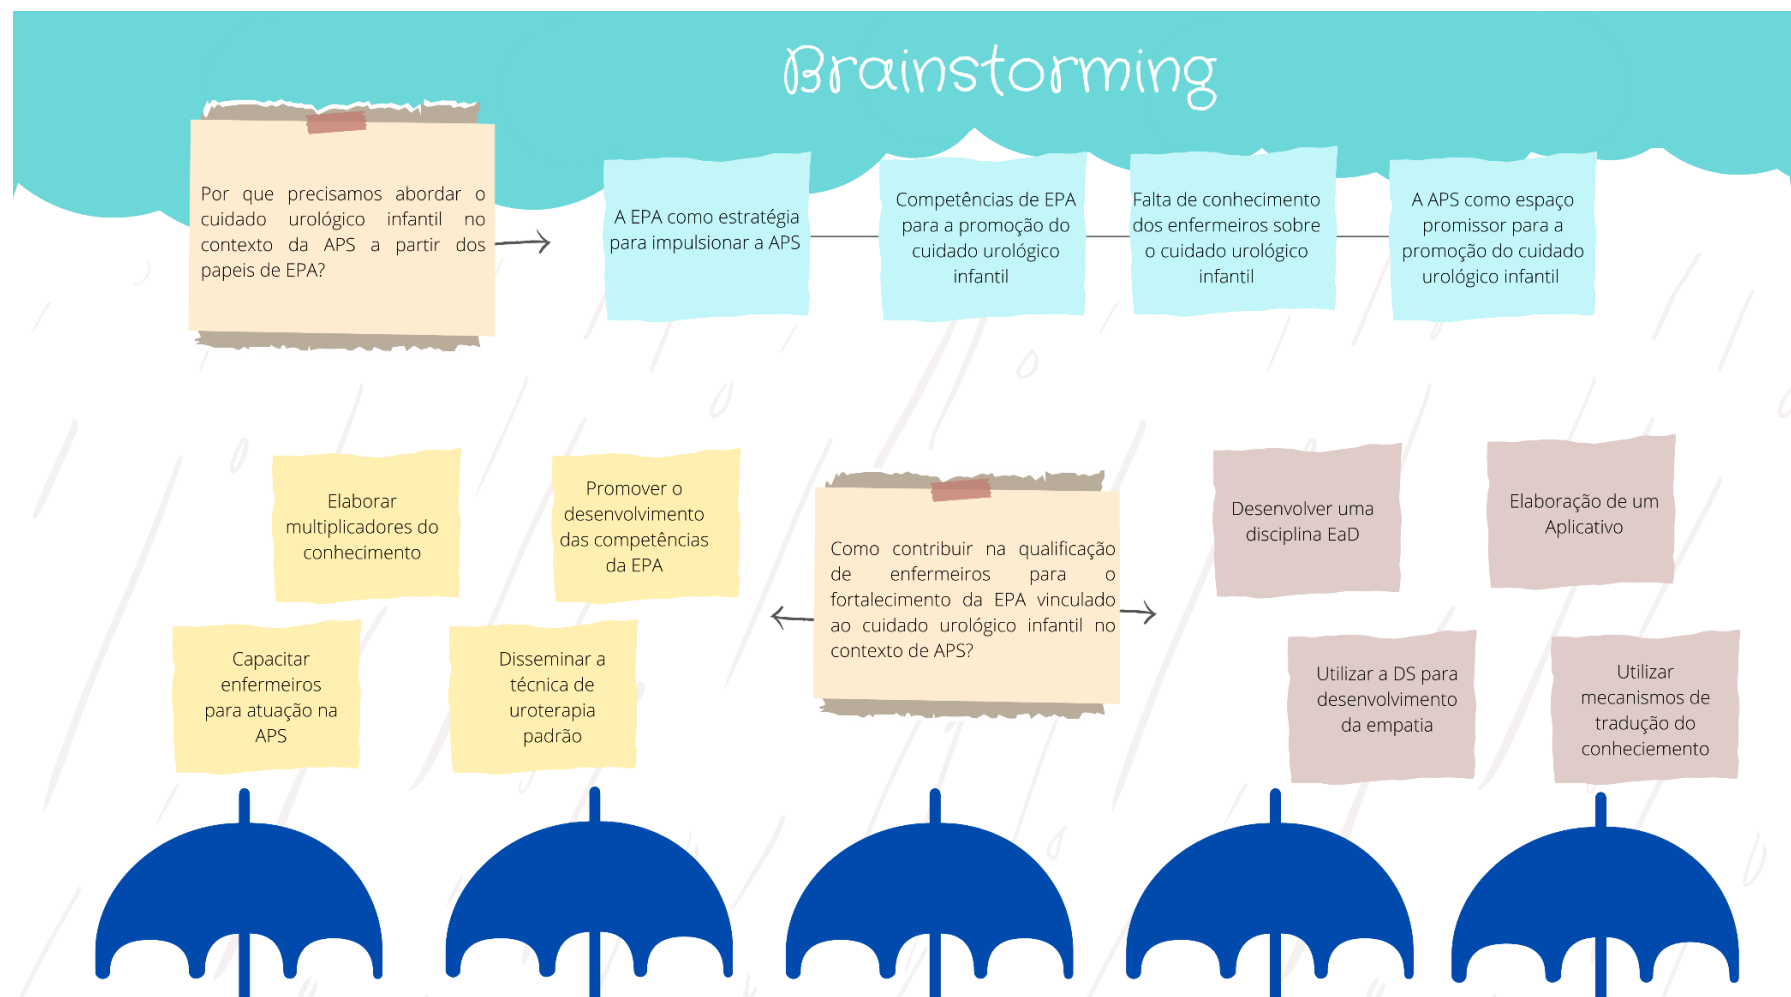 Brainstorming
Por que precisamos abordar o
cuidado urológico infantil no
contexto da APS a partir dos
papeis de EPA?
A EPA como estratégia
para impulsionar a APS
Competências de EPA
para a promoção do
cuidado urológico
infantil
Falta de conhecimento
dos enfermeiros sobre
o cuidado urológico
infantil
A APS como espaço
promissor para a
promoção do cuidado
urológico infantil
Elaborar
multiplicadores do
conhecimento
Promover o
desenvolvimento
das competências
da EPA
Capacitar
enfermeiros
para atuação na
APS
Disseminar a
técnica de
uroterapia
padrão
Como contribuir na qualificação
de enfermeiros para o
fortalecimento da EPA vinculado
ao cuidado urológico infantil no
contexto de APS?
Desenvolver uma
disciplina EaD
Elaboração de um
Aplicativo
Utilizar a DS para
desenvolvimento
da empatia
Utilizar
mecanismos de
tradução do
conheciemento